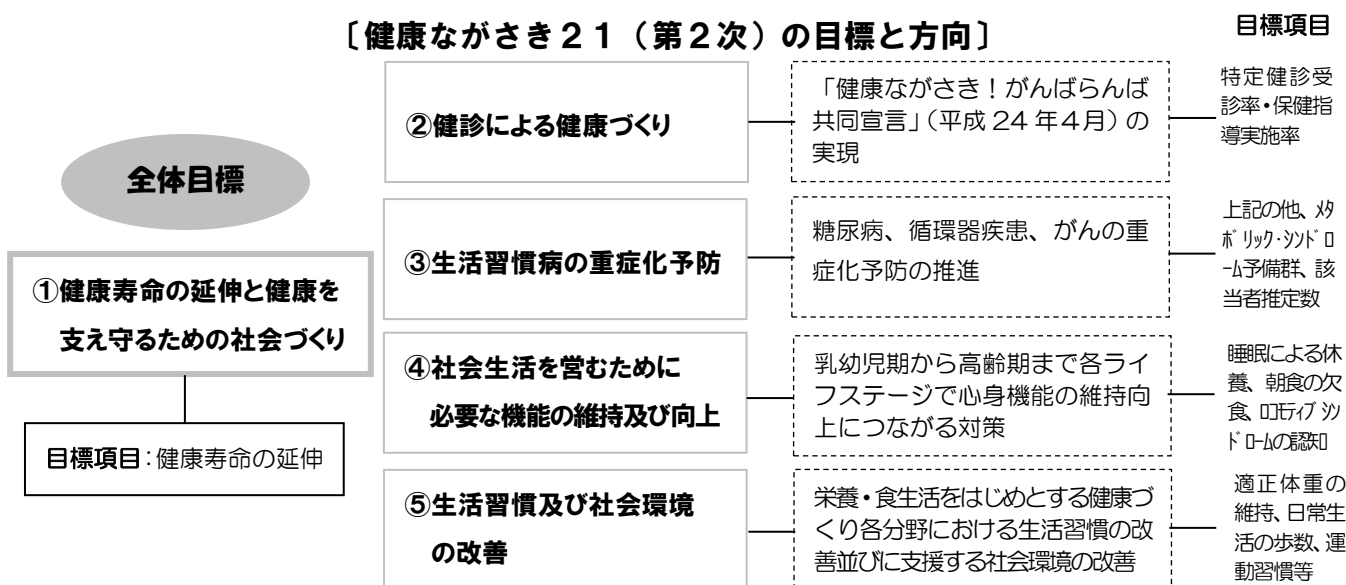 〔健康ながさき２１（第２次）の目標と方向〕
目標項目
全体目標
①健康寿命の延伸と健康を
支え守るための社会づくり
目標項目：健康寿命の延伸
②健診による健康づくり
「健康ながさき！がんばらんば
共同宣言」（平成 24 年４月）の
実現
特定健診受
診率・保健指
導実施率
③生活習慣病の重症化予防
糖尿病、循環器疾患、がんの重
症化予防の推進
上記の他、ﾒﾀ
ﾎﾞﾘｯｸ･ｼﾝﾄﾞﾛ
ｰﾑ予備群、該
当者推定数
④社会生活を営むために
必要な機能の維持及び向上
乳幼児期から高齢期まで各ライ
フステージで心身機能の維持向
上につながる対策
睡眠による休
養、朝食の欠
食、ﾛｺﾓﾃｨﾌﾞｼﾝ
ﾄﾞﾛｰﾑの認知
⑤生活習慣及び社会環境
の改善
栄養・食生活をはじめとする健康づ
くり各分野における生活習慣の改
善並びに支援する社会環境の改善
適正体重の
維持、日常生
活の歩数、運
動習慣等